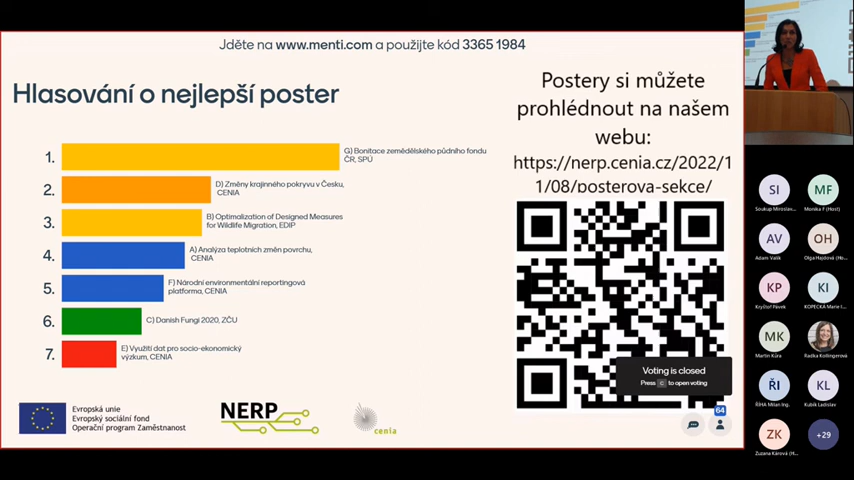 Jděte na www.menti.com a použijte kód 3365 1984
Hlasování o nejlepší poster
1.
G) Bonitace zemědělského půdního fondu
ČR, SPÚ
2.
D) Změny krajinného pokryvu v Česku,
CENIA
3.
B) Optimalization of Designed Measures
for Wildlife Migration, EDIP
4.
A) Analýza teplotních změn povrchu,
CENIA
5.
F) Národní environmentální reportingová
platforma, CENIA
6.
C) Danish Fungi 2020, ZČU
7.
E) Využití dat pro socio-ekonomický
výzkum, CENIA
Postery si můžete
prohlédnout na našem
webu:
https://nerp.cenia.cz/2022/1
1/08/posterova-sekce/
Voting is closed
Press C to open voting
64
Evropská unie
Evropský sociální fond
Operační program Zaměstnanost
NERP
cenia
SI
MF
Soukup Miroslav...
Monika F (Host)
AV
OH
Adam Valík
Olga Hajdová (Ho...
KP
KI
Kryštof Pávek
KOPECKÁ Marie I...
MK
Martin Kůra
Radka Kollingerová
ŘI
KL
ŘÍHA Milan Ing.
Kubík Ladislav
ZK
+29
Zuzana Kárová (H...